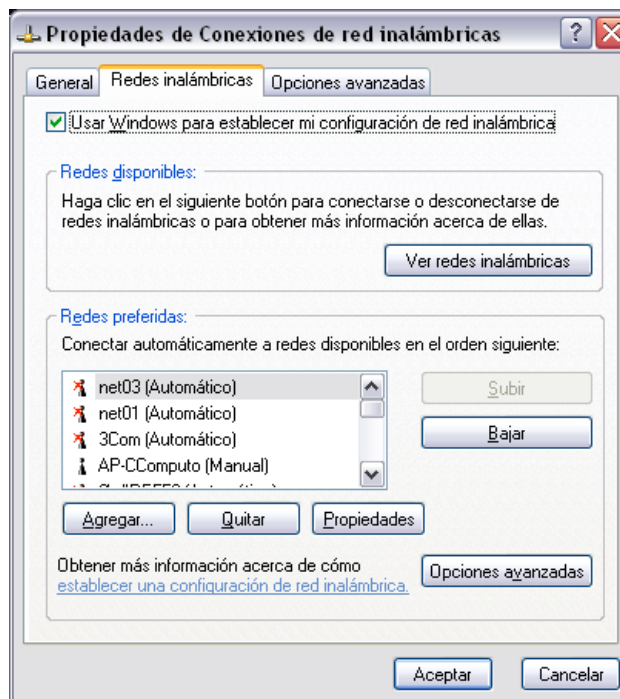 Propiedades de Conexiones de red inalámbricas
General
Redes inalámbricas
Opciones avanzadas
Usar Windows para establecer mi configuración de red inalámbrica
Redes disponibles:
Haga clic en el siguiente botón para conectarse o desconectarse de
redes inalámbricas o para obtener más información acerca de ellas.
Ver redes inalámbricas
Redes preferidas:
Conectar automáticamente a redes disponibles en el orden siguiente:
net03 (Automático)
net01 (Automático)
3Com (Automático)
AP-CComputo (Manual)
Subir
Bajar
Agregar...
Quitar
Propiedades
Obtener más información acerca de cómo
establecer una configuración de red inalámbrica.
Opciones avanzadas
Aceptar
Cancelar